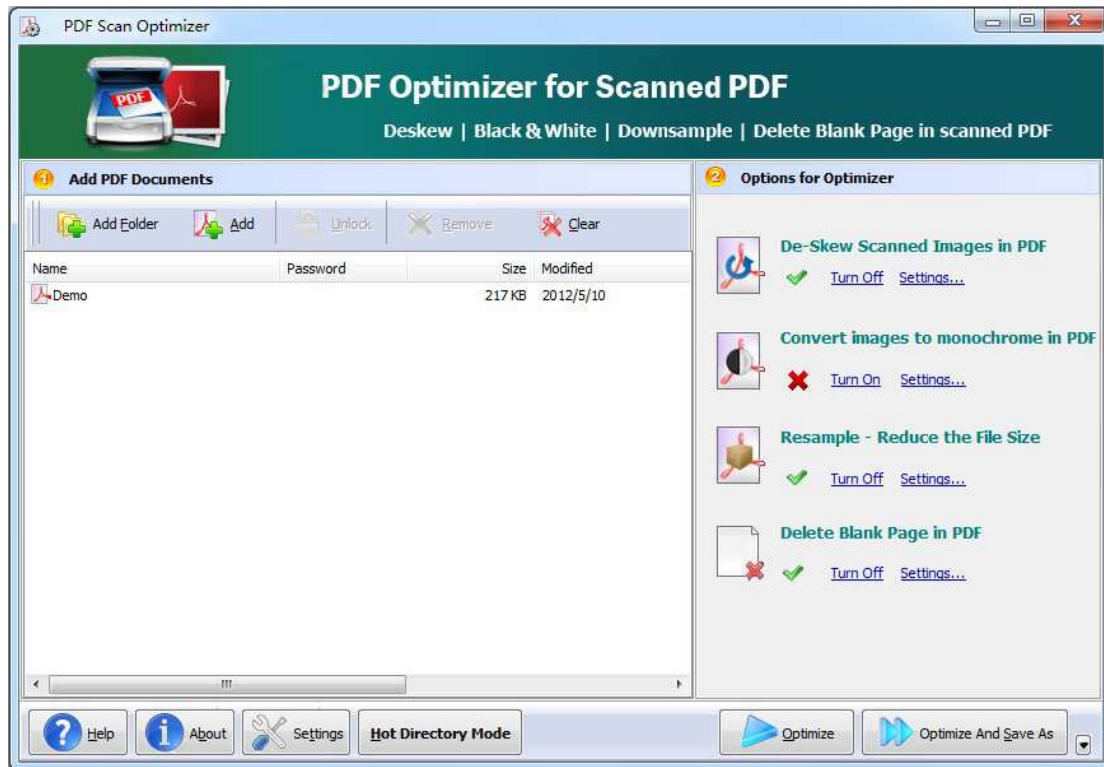 PDF Scan Optimizer
PDF
PDF Optimizer for Scanned PDF
Deskew | Black & White | Downsample | Delete Blank Page in scanned PDF
1 Add PDF Documents
2 Options for Optimizer
Add Folder Add Unlock Remove Clear
Name Password Size Modified
Demo 217 KB 2012/5/10
De-Skew Scanned Images in PDF
Turn Off Settings...
Convert images to monochrome in PDF
Turn On Settings...
Resample - Reduce the File Size
Turn Off Settings...
Delete Blank Page in PDF
Turn Off Settings...
Help About Settings Hot Directory Mode Optimize Optimize And Save As